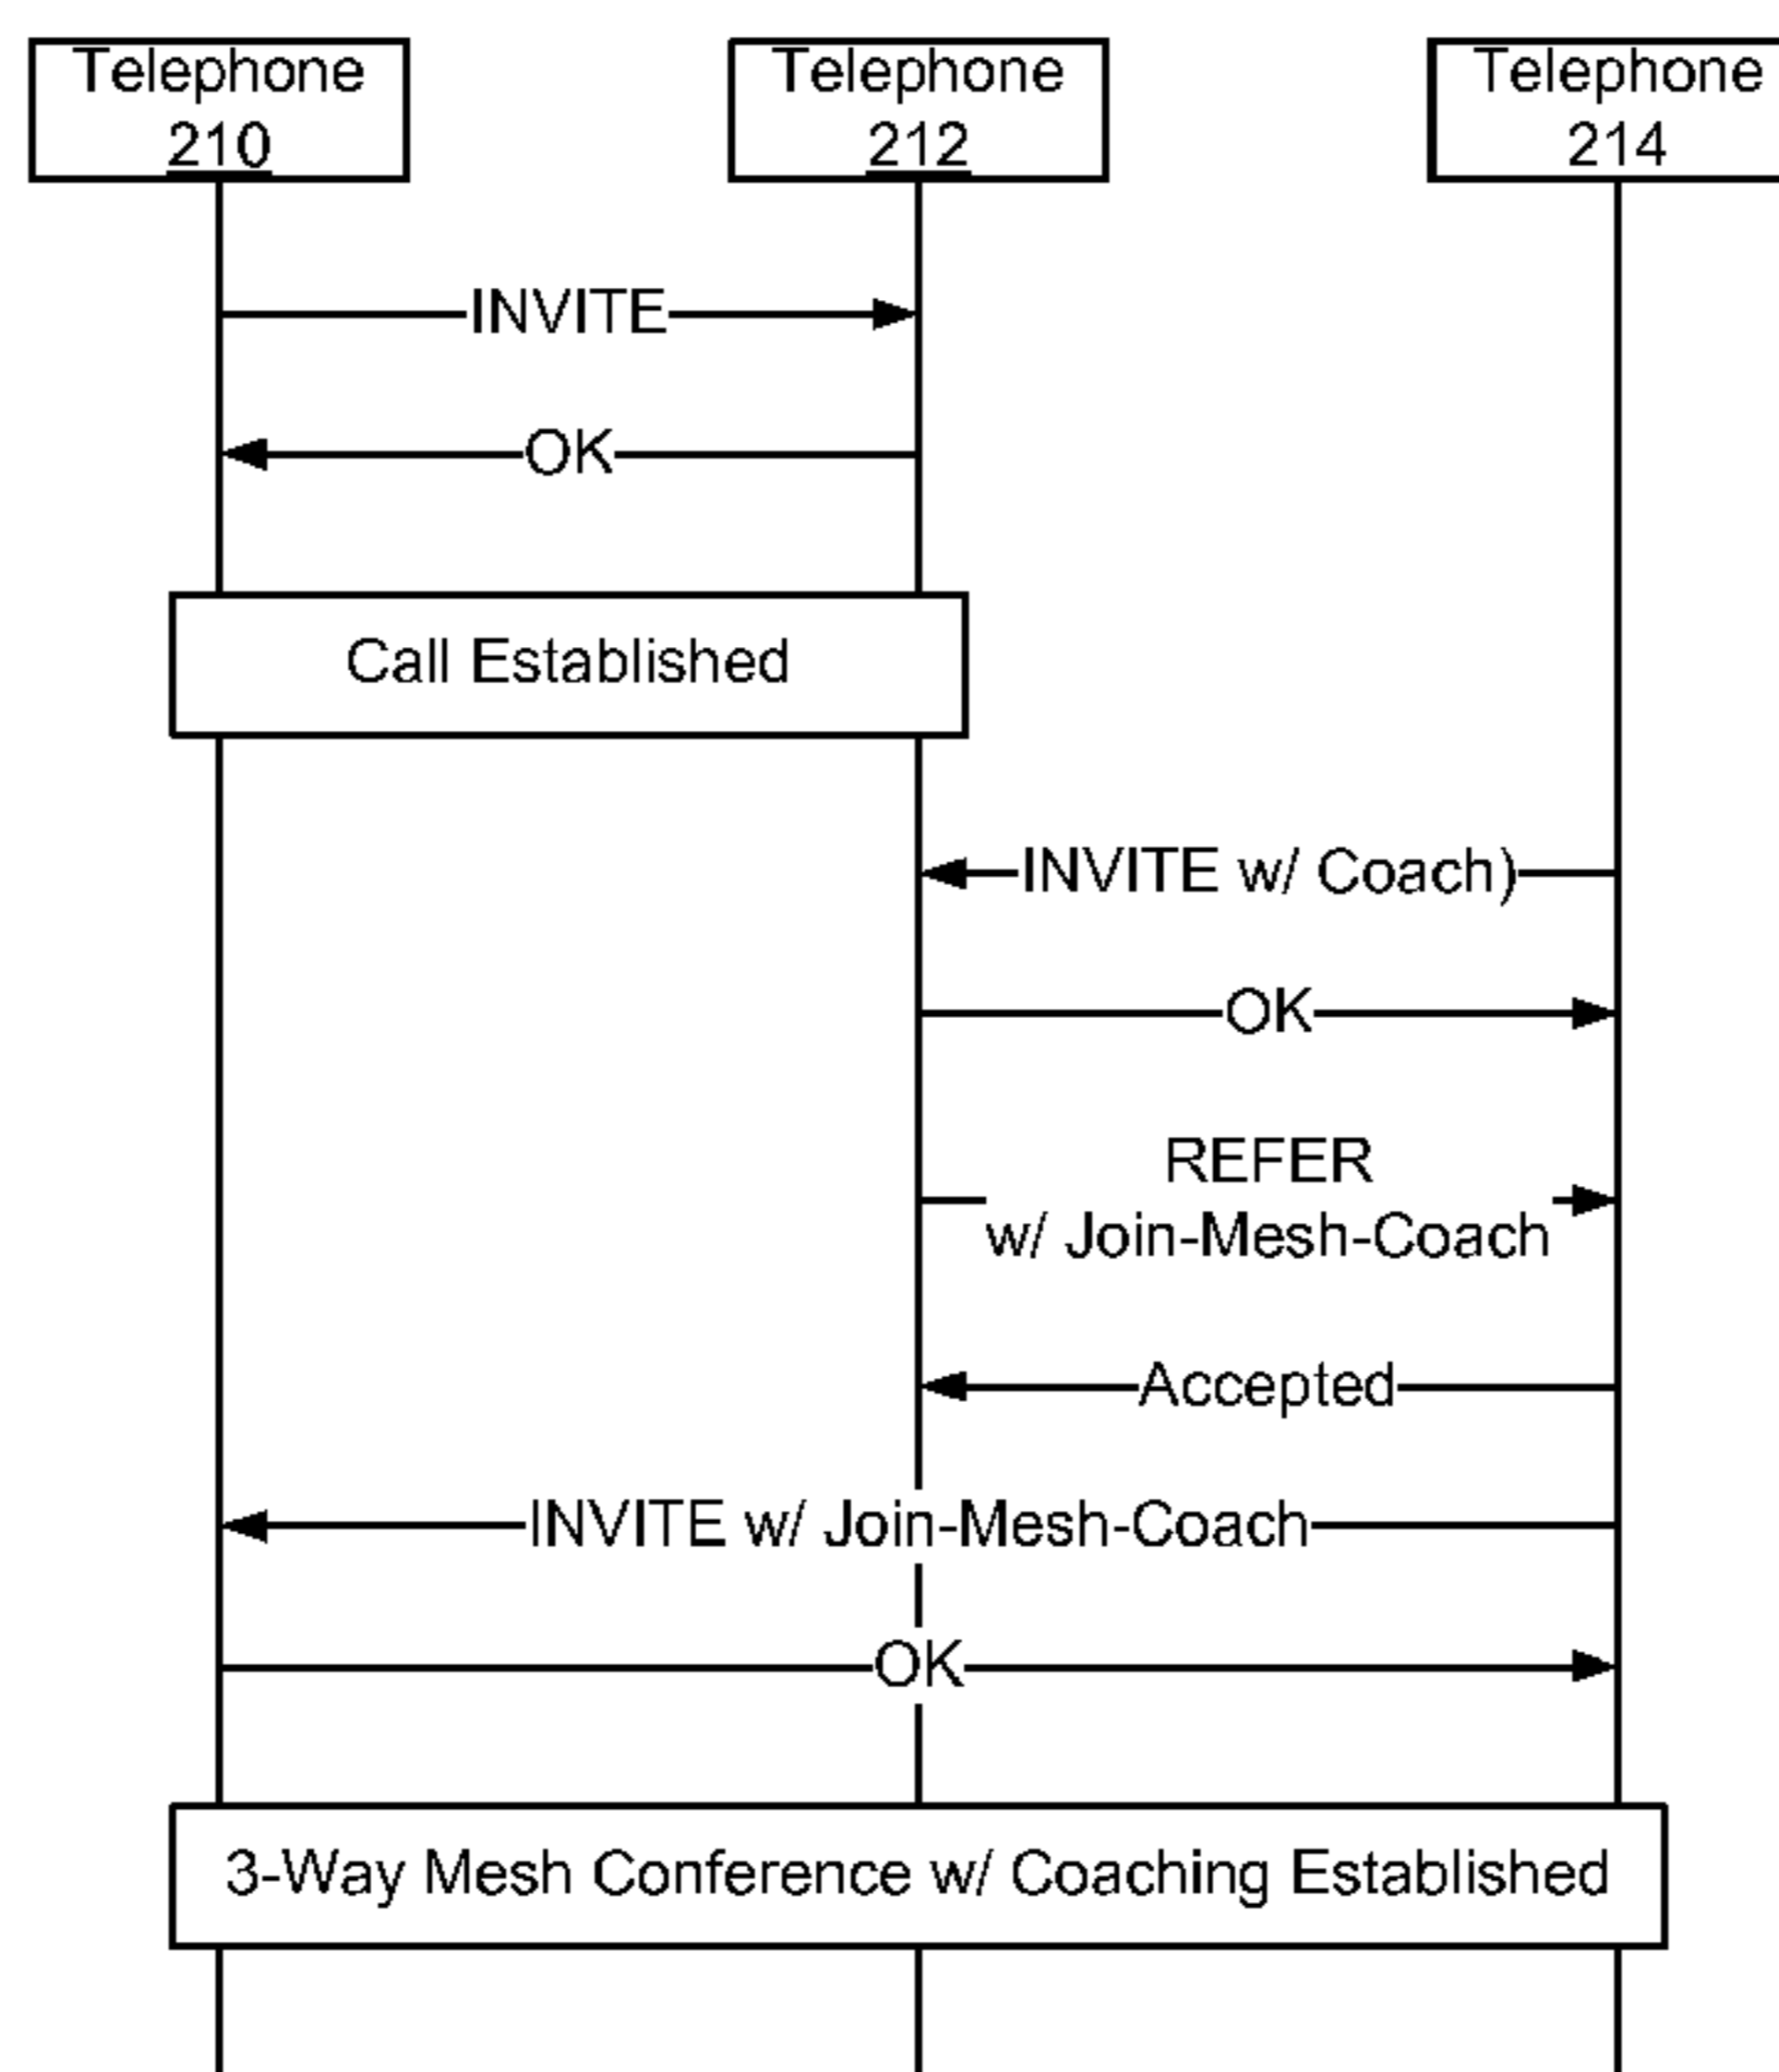 Telephone
210
Telephone
212
Telephone
214
INVITE
OK
Call Established
INVITE w/ Coach)
OK
REFER
w/ Join-Mesh-Coach
Accepted
INVITE w/ Join-Mesh-Coach
OK
3-Way Mesh Conference w/ Coaching Established